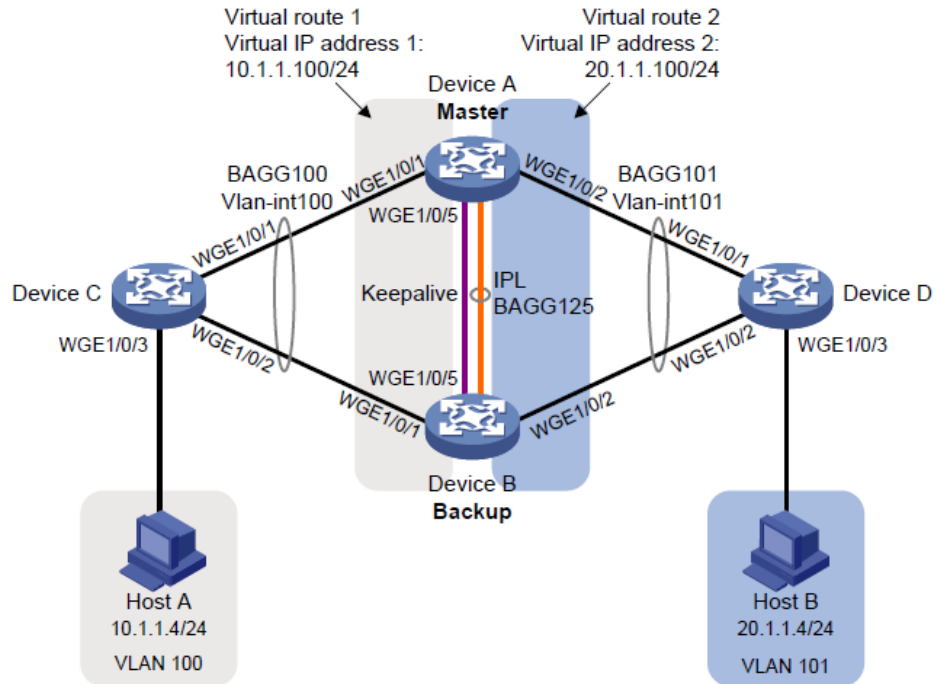 Virtual route 1
Virtual IP address 1:
10.1.1.100/24
Virtual route 2
Virtual IP address 2:
20.1.1.100/24
Device A
Master
BAGG100
Vlan-int100
WGE1/0/1
WGE1/0/1
WGE1/0/5
WGE1/0/2
BAGG101
Vlan-int101
WGE1/0/1
Device C
Keepalive
IPL
BAGG125
Device D
WGE1/0/3
WGE1/0/2
WGE1/0/1
WGE1/0/5
WGE1/0/2
WGE1/0/2
WGE1/0/3
Device B
Backup
Host A
10.1.1.4/24
VLAN 100
Host B
20.1.1.4/24
VLAN 101